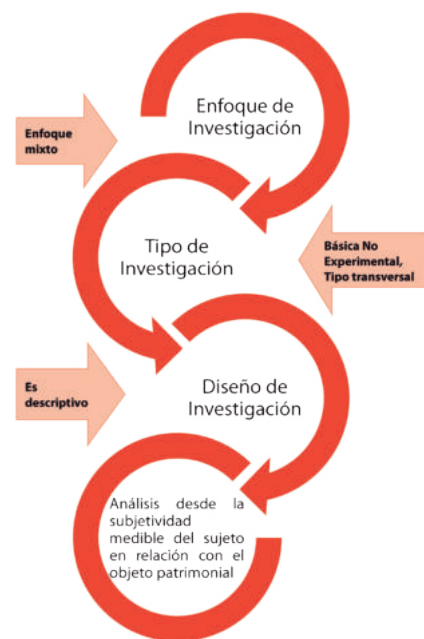 Enfoque de
Investigación
Enfoque
mixto
Tipo de
Investigación
Básica No
Experimental,
Tipo transversal
Es
descriptivo
Diseño de
Investigación
Análisis desde la
subjetividad
medible del sujeto
en relación con el
objeto patrimonial